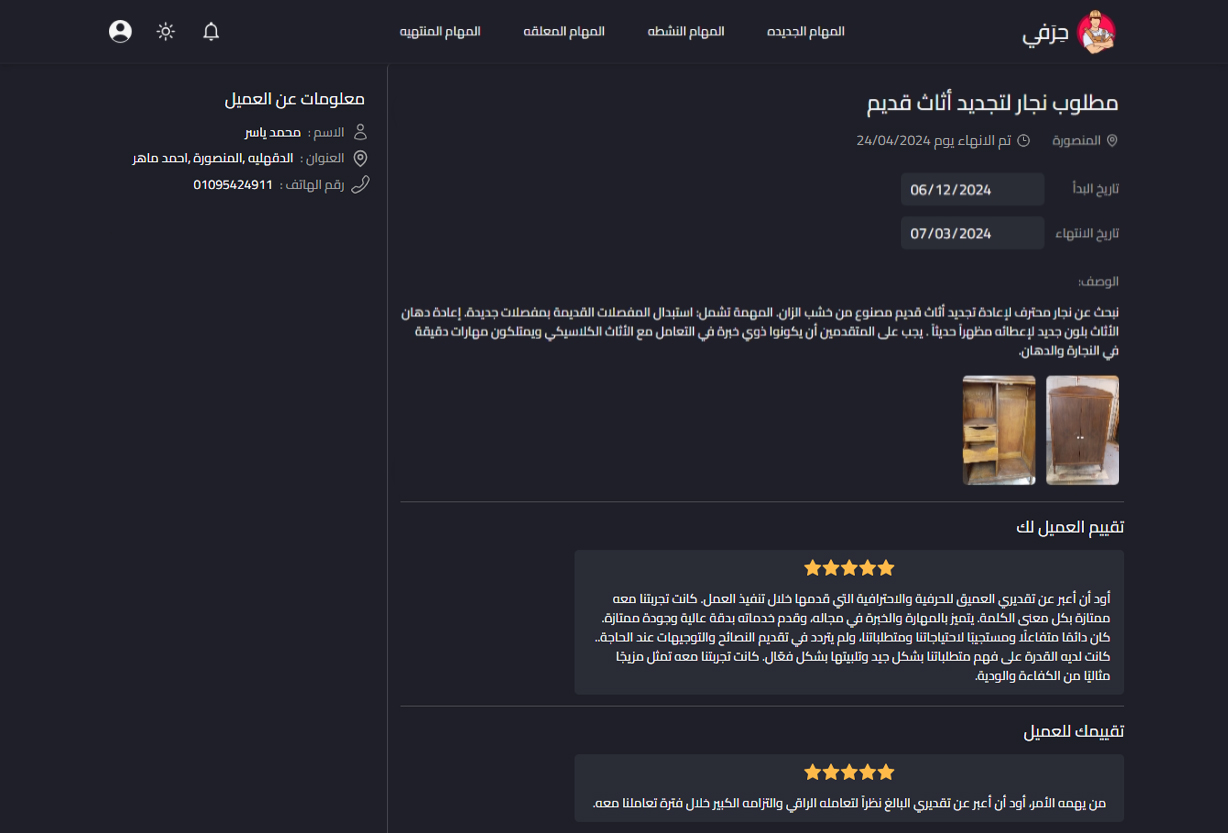 حِرَفي
المهام الجديده
المهام النشطه
المهام المعلقه
المهام المنتهيه
مطلوب نجار لتجديد أثاث قديم
المنصورة
تم الانهاء يوم 24/04/2024
تاريخ البدأ
06/12/2024
تاريخ الانتهاء
07/03/2024
الوصف:
نبحث عن نجار محترف لإعادة تجديد أثاث قديم مصنوع من خشب الزان. المهمة تشمل: استبدال المفصلات القديمة بمفصلات جديدة. إعادة دهان
الأثاث بلون جديد لإعطائه مظهراً حديثاً . يجب على المتقدمين أن يكونوا ذوي خبرة في التعامل مع الأثاث الكلاسيكي ويمتلكون مهارات دقيقة
في النجارة والدهان.
تقييم العميل لك
أود أن أعبر عن تقديري العميق للحرفية والاحترافية التي قدمها خلال تنفيذ العمل. كانت تجربتنا معه
ممتازة بكل معنى الكلمة. يتميز بالمهارة والخبرة في مجاله، وقدم خدماته بدقة عالية وجودة ممتازة.
كان دائمًا متفاعلًا ومستجيبًا لاحتياجاتنا ومتطلباتنا، ولم يتردد في تقديم النصائح والتوجيهات عند الحاجة..
كانت لديه القدرة على فهم متطلباتنا بشكل جيد وتلبيتها بشكل فعّال. كانت تجربتنا معه تمثل مزيجًا
مثاليًا من الكفاءة والودية.
تقييمك للعميل
من يهمه الأمر، أود أن أعبر عن تقديري البالغ نظراً لتعامله الراقي والتزامه الكبير خلال فترة تعاملنا معه.
معلومات عن العميل
الاسم : محمد ياسر
العنوان : الدقهليه ,المنصورة ,احمد ماهر
رقم الهاتف : 01095424911